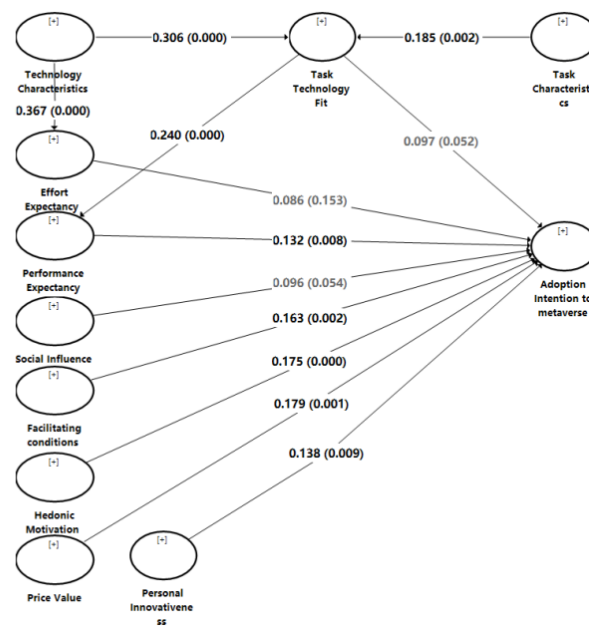 [+]
[+]
[+]
0.306 (0.000)
0.185 (0.002)
Technology
Characteristics
Task
Technology
Fit
Task
Characteristi
cs
0.367 (0.000)
[+]
0.240 (0.000)
0.097 (0.052)
Effort
Expectancy
0.086 (0.153)
[+]
[+]
0.132 (0.008)
Performance
Expectancy
Adoption
Intention to
metaverse
0.096 (0.054)
[+]
0.163 (0.002)
Social Influence
0.175 (0.000)
[+]
Facilitating
conditions
0.179 (0.001)
[+]
0.138 (0.009)
Hedonic
Motivation
[+]
[+]
Price Value
Personal
Innovativene
ss